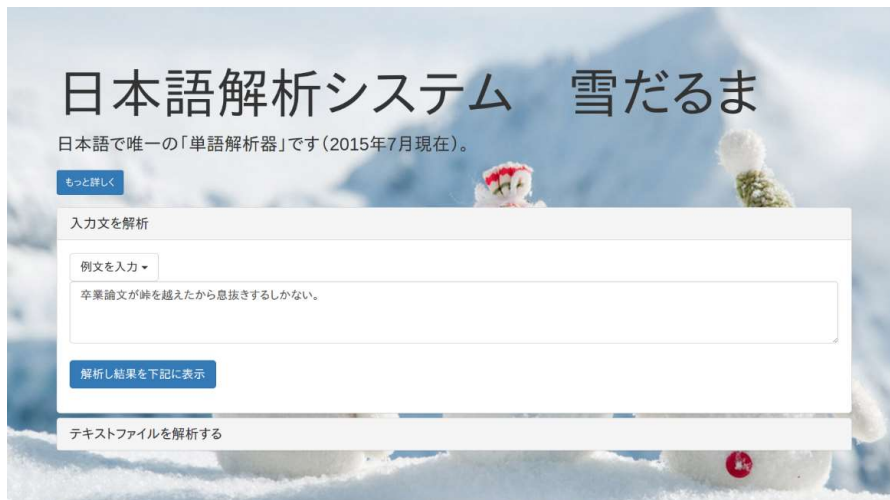 日本語解析システム　雪だるま
日本語で唯一の「単語解析器」です(2015年7月現在)。
もっと詳しく
入力文を解析
例文を入力
卒業論文が峠を越えたから息抜きするしかない。
解析し結果を下記に表示
テキストファイルを解析する